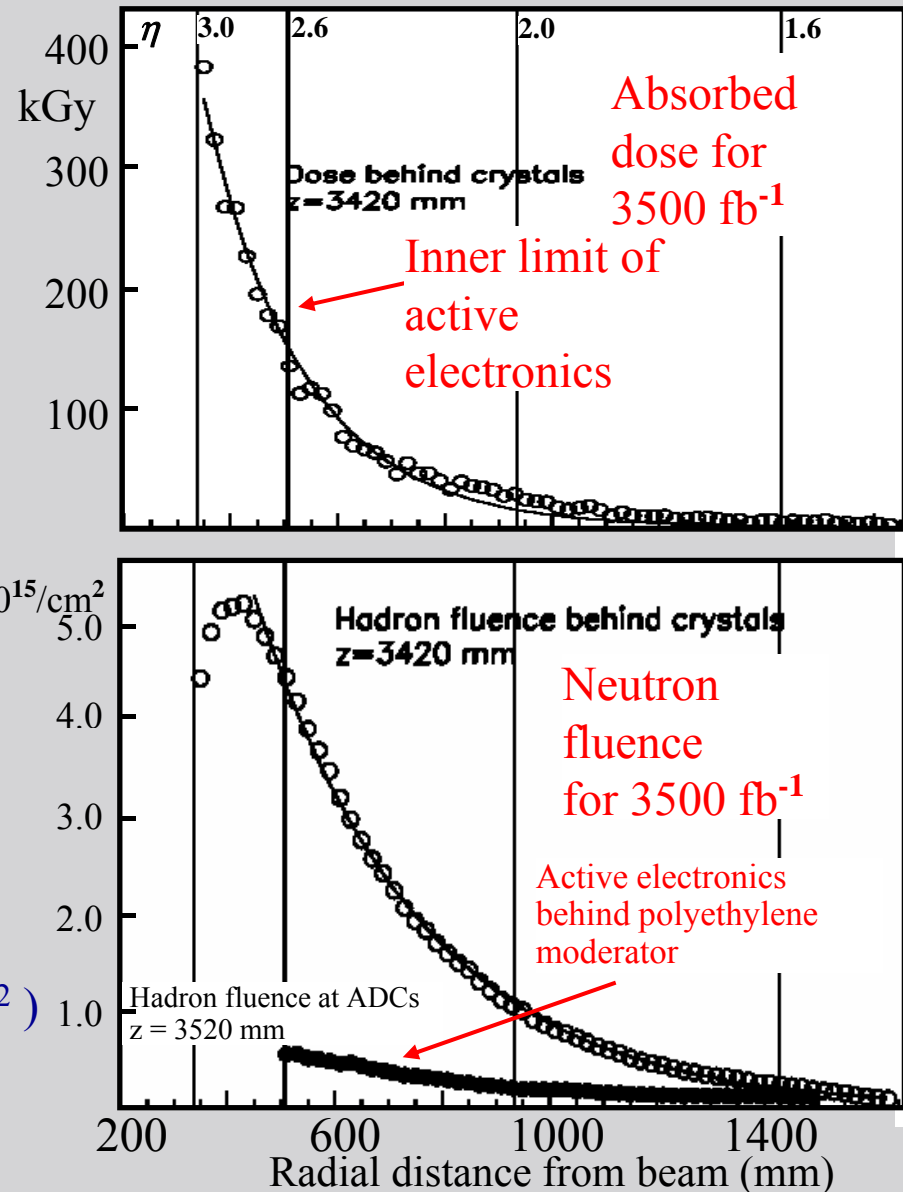 η 3.0 2.6 2.0 1.6
400
kGy
300
200
100
Absorbed
dose for
3500 fb⁻¹
Dose behind crystals
z=3420 mm
Inner limit of
active
electronics
0¹⁵/cm²
5.0
4.0
3.0
2.0
1.0
² )
Hadron fluence behind crystals
z=3420 mm
Neutron
fluence
for 3500 fb⁻¹
Active electronics
behind polyethylene
moderator
Hadron fluence at ADCs
z = 3520 mm
200 600 1000 1400
Radial distance from beam (mm)